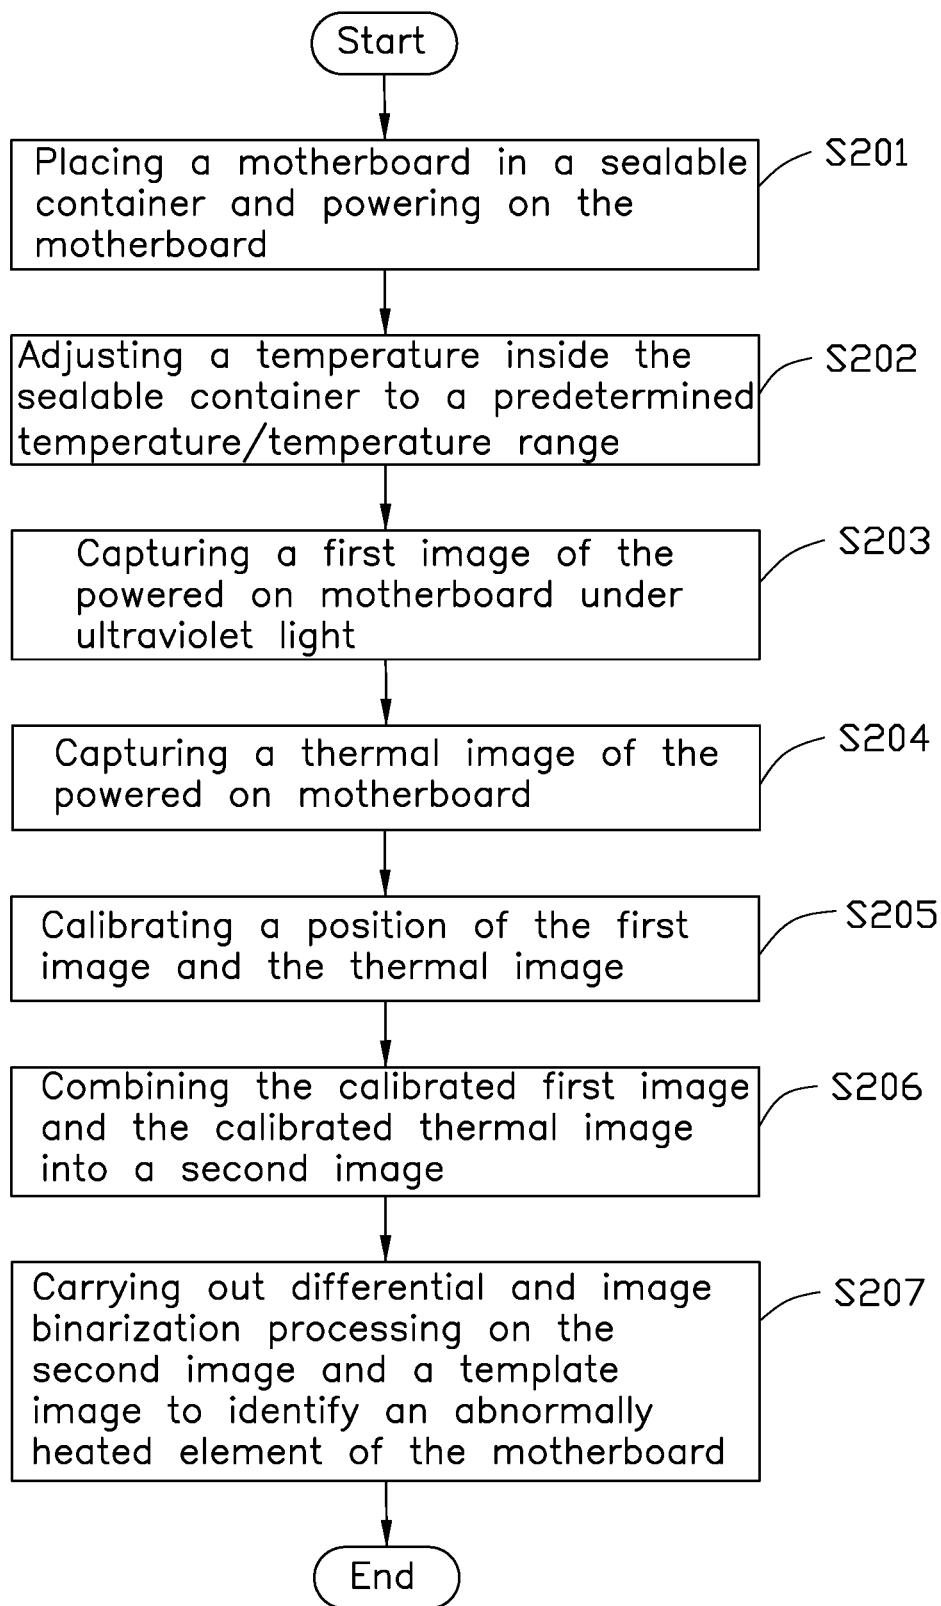 Start
Placing a motherboard in a sealable
container and powering on the
motherboard
S201
Adjusting a temperature inside the
sealable container to a predetermined
temperature/temperature range
S202
Capturing a first image of the
powered on motherboard under
ultraviolet light
S203
Capturing a thermal image of the
powered on motherboard
S204
Calibrating a position of the first
image and the thermal image
S205
Combining the calibrated first image
and the calibrated thermal image
into a second image
S206
Carrying out differential and image
binarization processing on the
second image and a template
image to identify an abnormally
heated element of the motherboard
S207
End